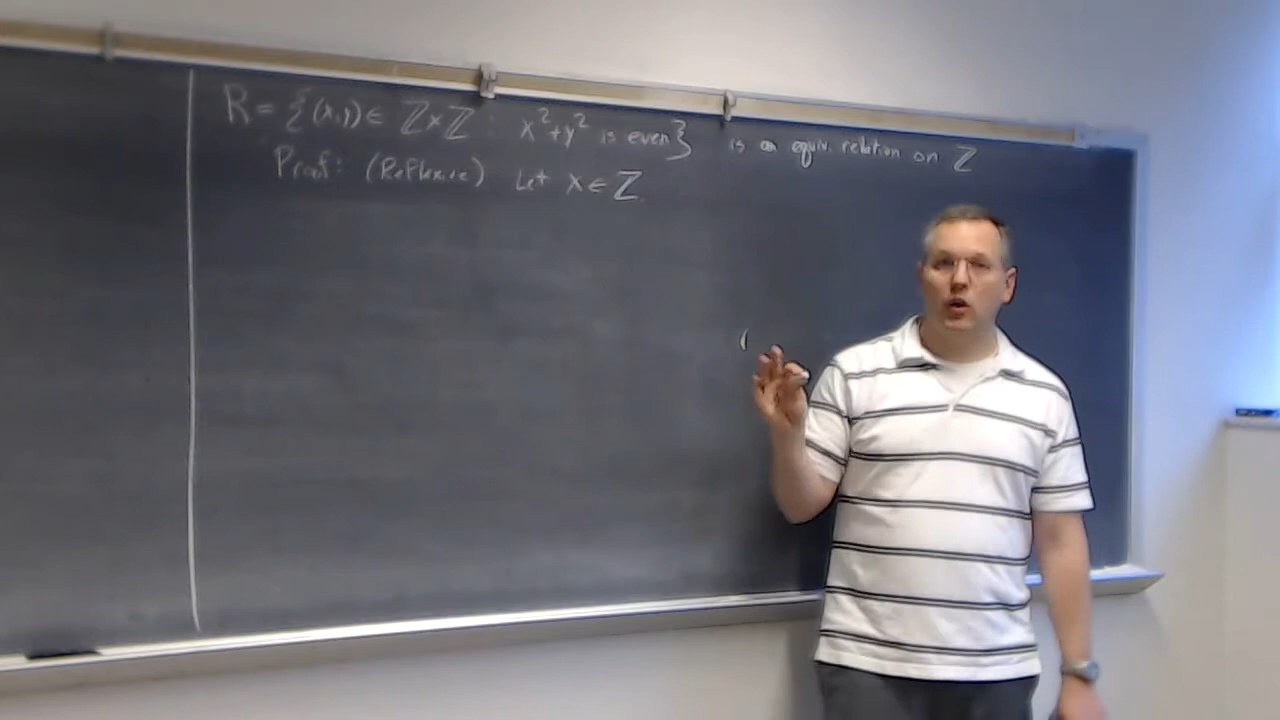 R = {(x,y) ∈ ℤ×ℤ : x²+y² is even} is an equiv. relation on ℤ
Proof: (Reflexive) Let x ∈ ℤ
(